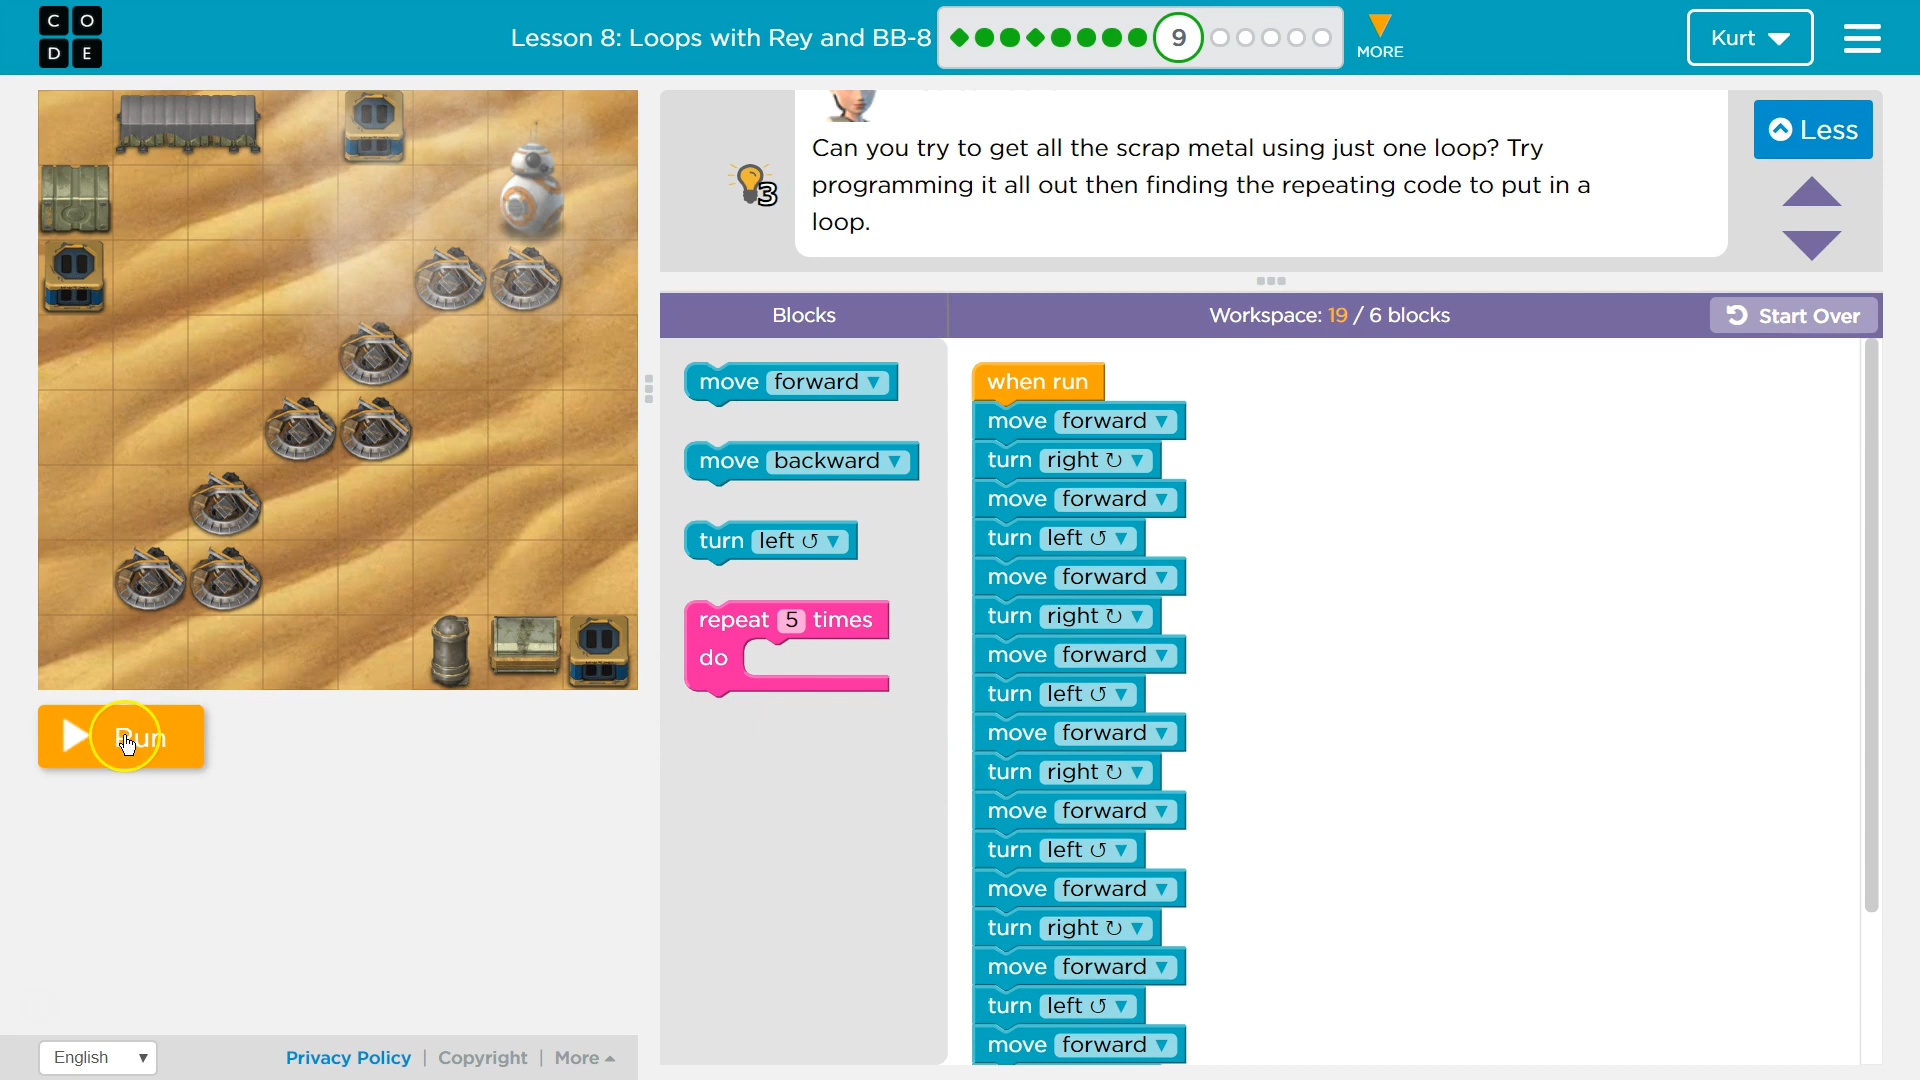 C O
D E
Lesson 8: Loops with Rey and BB-8
9
MORE
Kurt
Can you try to get all the scrap metal using just one loop? Try
programming it all out then finding the repeating code to put in a
loop.
3
Less
Blocks
Workspace: 19 / 6 blocks
Start Over
move forward
move backward
turn left
repeat 5 times
do
when run
move forward
turn right
move forward
turn left
move forward
turn right
move forward
turn left
move forward
turn right
move forward
turn left
move forward
turn right
move forward
turn left
move forward
Run
English
Privacy Policy | Copyright | More